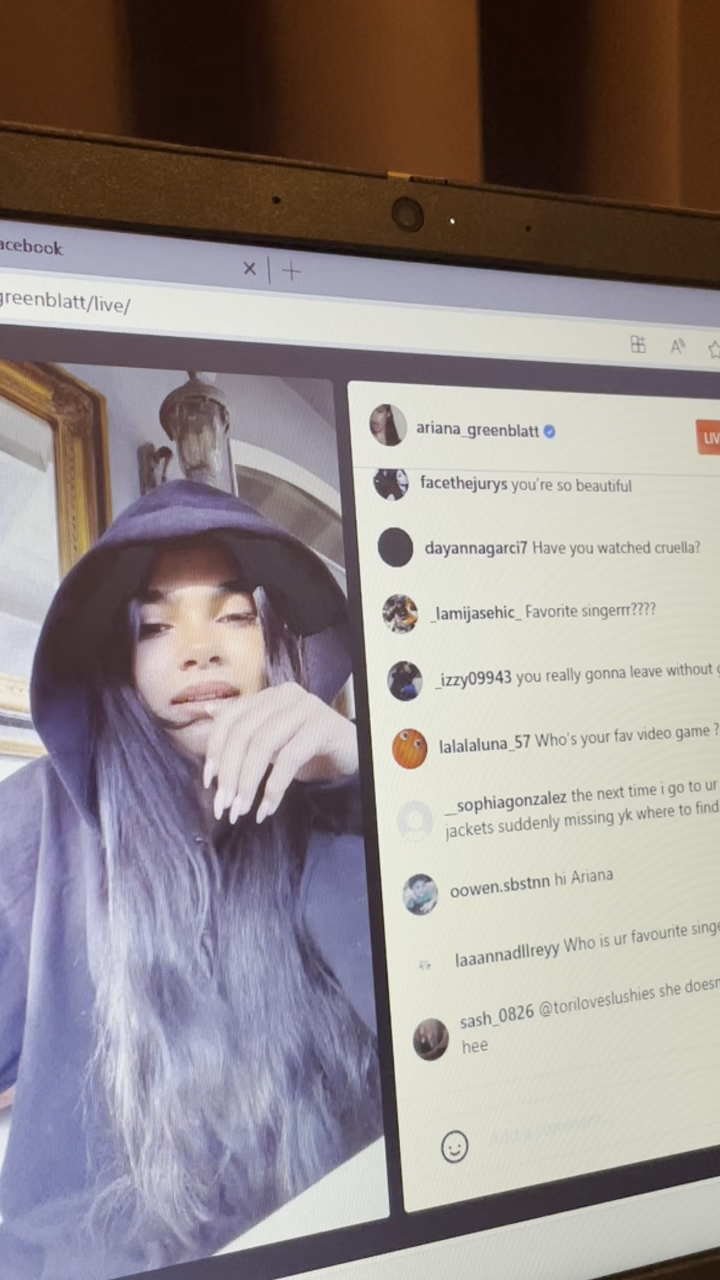 acebook
greenblatt/live/
ariana_greenblatt
LIV
facethejurys you're so beautiful
dayannagarci7 Have you watched cruella?
_lamijasehic_ Favorite singerrr????
_izzy09943 you really gonna leave without g
lalalaluna_57 Who's your fav video game ?
__sophiagonzalez the next time i go to ur
jackets suddenly missing yk where to find
oowen.sbstnn hi Ariana
laaannadllreyy Who is ur favourite singe
sash_0826 @toriloveslushies she doesn
hee
Add a comment...